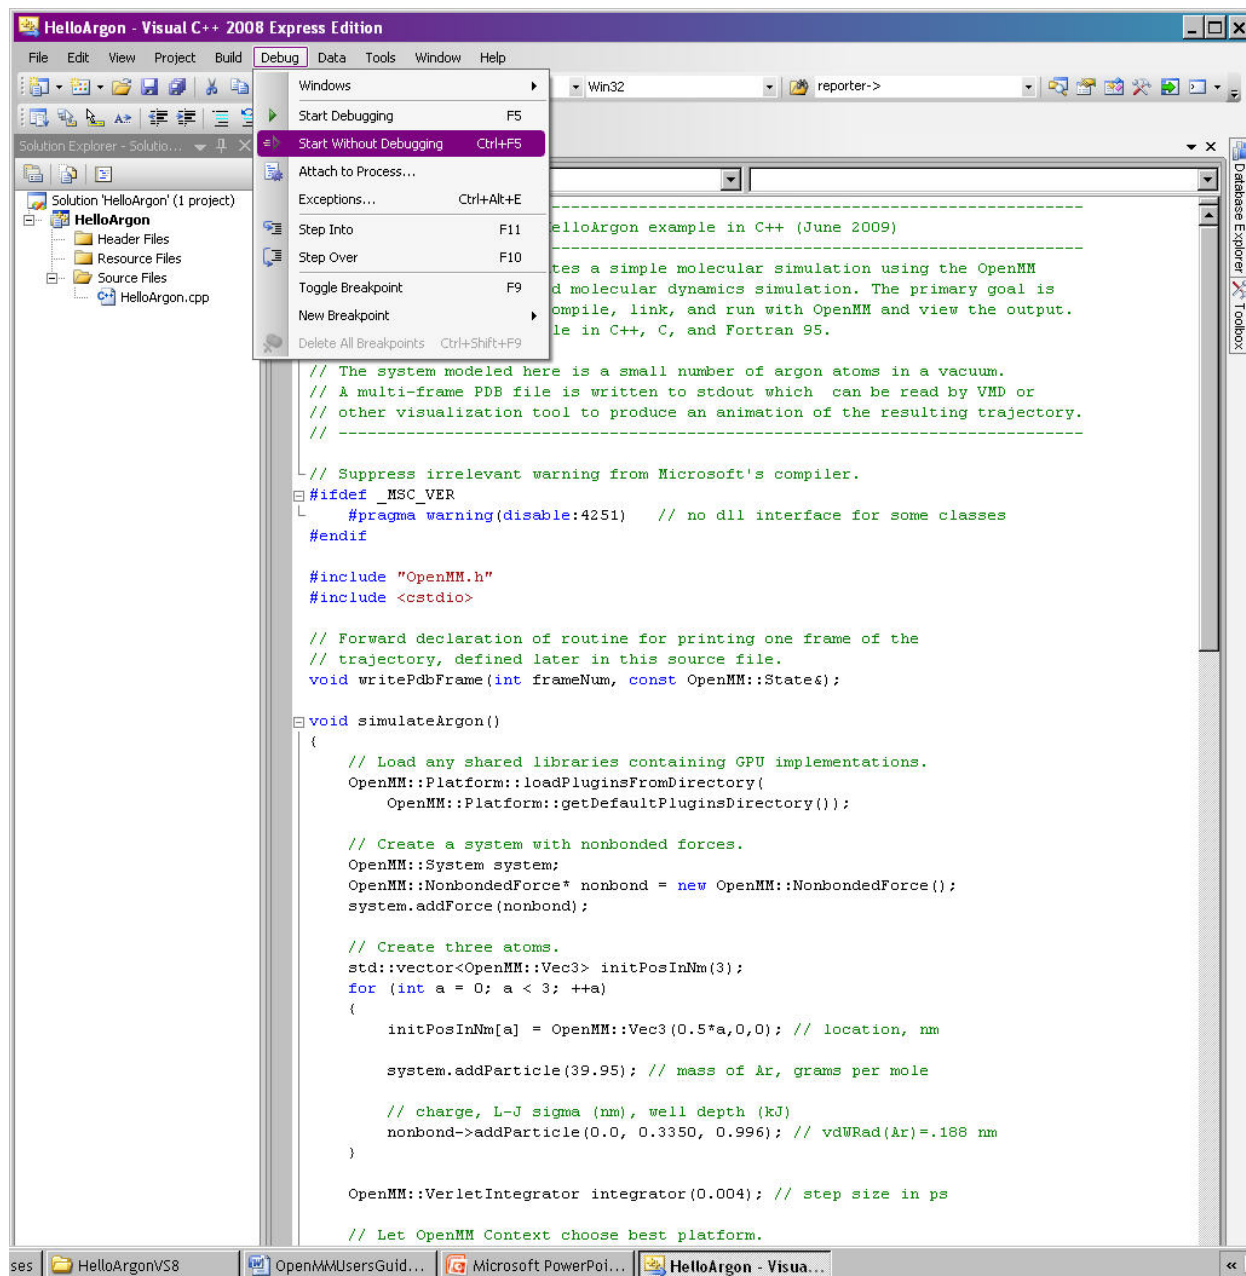 HelloArgon - Visual C++ 2008 Express Edition
File Edit View Project Build Debug Data Tools Window Help
Win32 reporter->
Solution Explorer - Solutio...
Solution 'HelloArgon' (1 project)
HelloArgon
Header Files
Resource Files
Source Files
HelloArgon.cpp
Windows
Start Debugging F5
Start Without Debugging Ctrl+F5
Attach to Process...
Exceptions... Ctrl+Alt+E
Step Into F11
Step Over F10
Toggle Breakpoint F9
New Breakpoint
Delete All Breakpoints Ctrl+Shift+F9
Database Explorer
Toolbox
elloArgon example in C++ (June 2009)
tes a simple molecular simulation using the OpenMM
d molecular dynamics simulation. The primary goal is
ompile, link, and run with OpenMM and view the output.
le in C++, C, and Fortran 95.
// The system modeled here is a small number of argon atoms in a vacuum.
// A multi-frame PDB file is written to stdout which  can be read by VMD or
// other visualization tool to produce an animation of the resulting trajectory.
// ----------------------------------------------------------------------------
// Suppress irrelevant warning from Microsoft's compiler.
#ifdef _MSC_VER
    #pragma warning(disable:4251)   // no dll interface for some classes
#endif
#include "OpenMM.h"
#include <cstdio>
// Forward declaration of routine for printing one frame of the
// trajectory, defined later in this source file.
void writePdbFrame(int frameNum, const OpenMM::State&);
void simulateArgon()
{
    // Load any shared libraries containing GPU implementations.
    OpenMM::Platform::loadPluginsFromDirectory(
        OpenMM::Platform::getDefaultPluginsDirectory());
    // Create a system with nonbonded forces.
    OpenMM::System system;
    OpenMM::NonbondedForce* nonbond = new OpenMM::NonbondedForce();
    system.addForce(nonbond);
    // Create three atoms.
    std::vector<OpenMM::Vec3> initPosInNm(3);
    for (int a = 0; a < 3; ++a)
    {
        initPosInNm[a] = OpenMM::Vec3(0.5*a,0,0); // location, nm
        system.addParticle(39.95); // mass of Ar, grams per mole
        // charge, L-J sigma (nm), well depth (kJ)
        nonbond->addParticle(0.0, 0.3350, 0.996); // vdWRad(Ar)=.188 nm
    }
    OpenMM::VerletIntegrator integrator(0.004); // step size in ps
    // Let OpenMM Context choose best platform.
ses HelloArgonVS8 OpenMMUsersGuid... Microsoft PowerPoi... HelloArgon - Visua... «